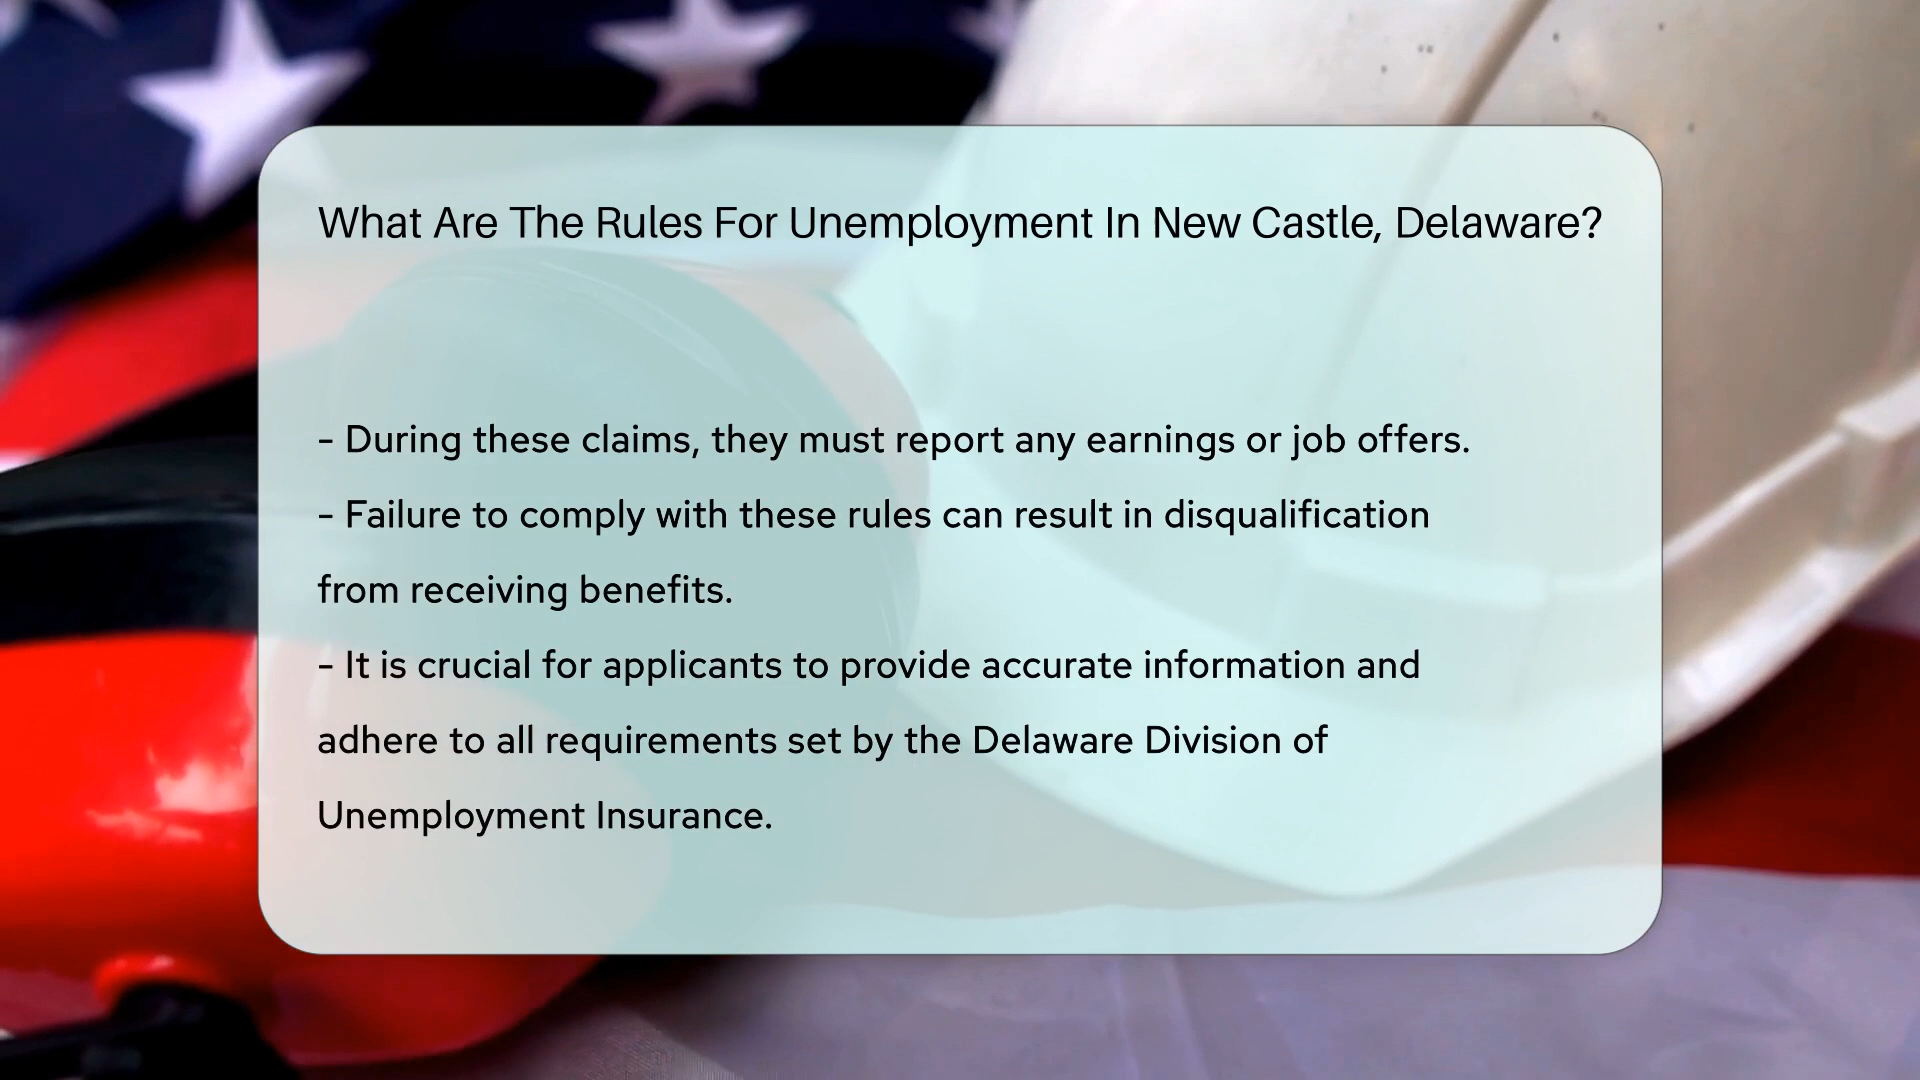 What Are The Rules For Unemployment In New Castle, Delaware?
- During these claims, they must report any earnings or job offers.
- Failure to comply with these rules can result in disqualification
from receiving benefits.
- It is crucial for applicants to provide accurate information and
adhere to all requirements set by the Delaware Division of
Unemployment Insurance.